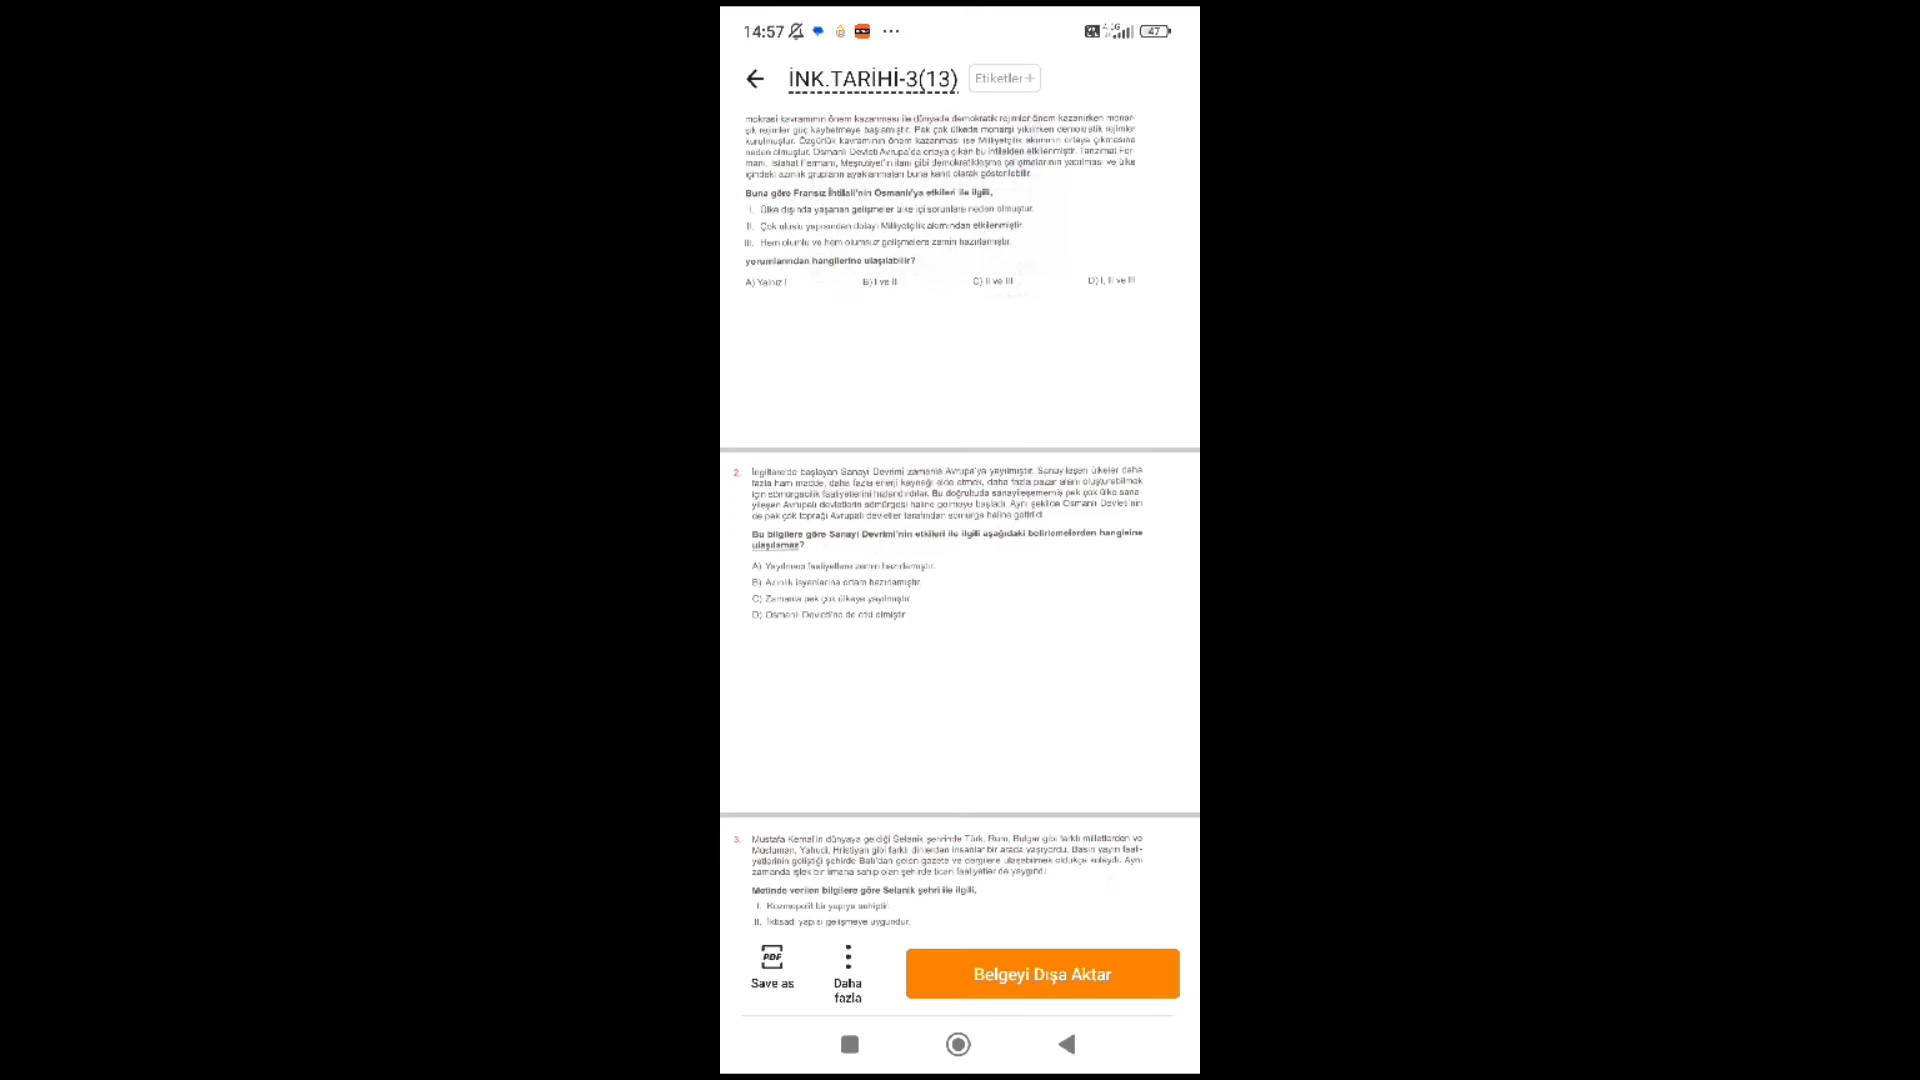 14:57
47
İNK.TARİHİ-3(13)
Etiketler+
mokrasi kavramının önem kazanması ile dünyada demokratik rejimler önem kazanırken monar-
şik rejimler güç kaybetmeye başlamıştır. Pek çok ülkede monarşi yıkılırken demokratik rejimler
kurulmuştur. Özgürlük kavramının önem kazanması ise Milliyetçilik akımının ortaya çıkmasına
neden olmuştur. Osmanlı Devleti Avrupa'da ortaya çıkan bu ihtilalden etkilenmiştir. Tanzimat Fer-
manı, Islahat Fermanı, Meşrutiyet'in ilanı gibi demokratikleşme çalışmalarının yapılması ve ülke
içindeki azınlık grupların ayaklanmaları buna kanıt olarak gösterilebilir.
Buna göre Fransız İhtilali'nin Osmanlı'ya etkileri ile ilgili,
I. Ülke dışında yaşanan gelişmeler ülke içi sorunlara neden olmuştur.
II. Çok uluslu yapısından dolayı Milliyetçilik akımından etkilenmiştir.
III. Hem olumlu ve hem olumsuz gelişmelere zemin hazırlamıştır.
yorumlarından hangilerine ulaşılabilir?
A) Yalnız I B) I ve II C) II ve III D) I, II ve III
2. İngiltere'de başlayan Sanayi Devrimi zamanla Avrupa'ya yayılmıştır. Sanayileşen ülkeler daha
fazla ham madde, daha fazla enerji kaynağı elde etmek, daha fazla pazar alanı oluşturabilmek
için sömürgecilik faaliyetlerini hızlandırdılar. Bu doğrultuda sanayileşememiş pek çok ülke sana-
yileşen Avrupalı devletlerin sömürgesi haline gelmeye başladı. Aynı şekilde Osmanlı Devleti'nin
de pek çok toprağı Avrupalı devletler tarafından sömürge haline getirildi.
Bu bilgilere göre Sanayi Devrimi'nin etkileri ile ilgili aşağıdaki belirlemelerden hangisine
ulaşılamaz?
A) Yayılmacı faaliyetlere zemin hazırlamıştır.
B) Azınlık isyanlarına ortam hazırlamıştır.
C) Zamanla pek çok ülkeye yayılmıştır.
D) Osmanlı Devleti'ne de etki etmiştir.
3. Mustafa Kemal'in dünyaya geldiği Selanik şehrinde Türk, Rum, Bulgar gibi farklı milletlerden ve
Müslüman, Yahudi, Hristiyan gibi farklı dinlerden insanlar bir arada yaşıyordu. Basın yayın faali-
yetlerinin geliştiği şehirde Batı'dan gelen gazete ve dergilere ulaşabilmek oldukça kolaydı. Aynı
zamanda işlek bir limana sahip olan şehirde ticari faaliyetler de yaygındı.
Metinde verilen bilgilere göre Selanik şehri ile ilgili,
I. Kozmopolit bir yapıya sahiptir.
II. İktisadi yapısı gelişmeye uygundur.
PDF
Save as
Daha
fazla
Belgeyi Dışa Aktar